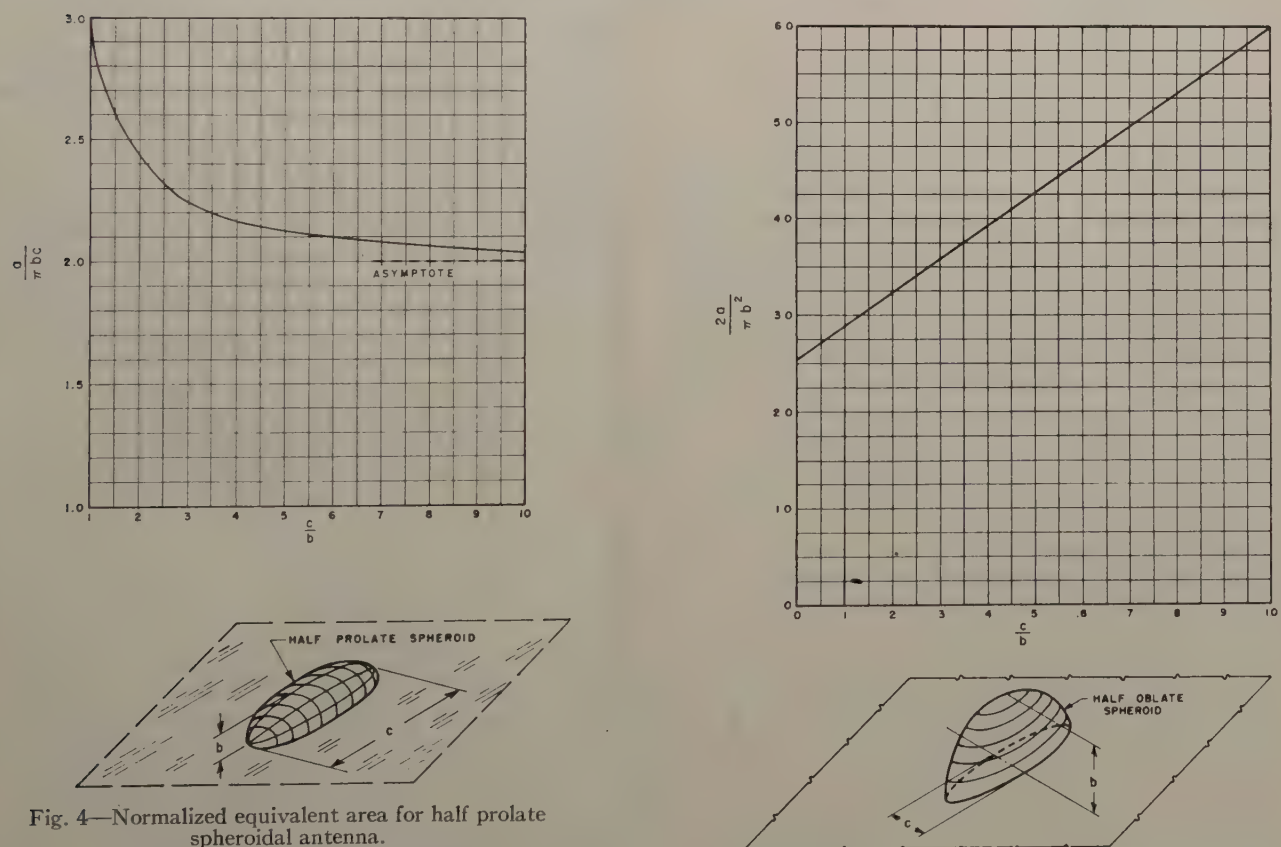 3.0
2.5
2.0
1.5
1.0
a
π bc
ASYMPTOTE
1 2 3 4 5 6 7 8 9 10
c
b
HALF PROLATE SPHEROID
b
c
Fig. 4—Normalized equivalent area for half prolate
spheroidal antenna.
6 0
5 0
4 0
3 0
2 0
1 0
0
2a
π b²
0 1 2 3 4 5 .6 7 8 9 10
c
b
HALF OBLATE
SPHEROID
b
c